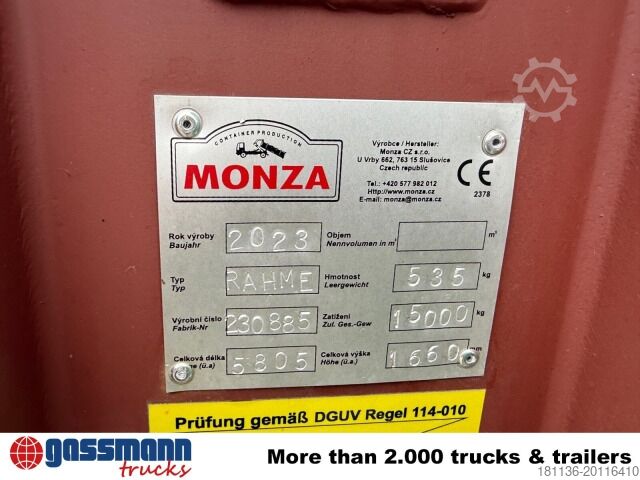 CONTAINER PRODUCTION
MONZA
Výrobce / Hersteller:
Monza CZ s.r.o.
U Vrby 662, 763 15 Slušovice
Czech republic
Tel.: +420 577 982 012
Http://www.monza.cz
E-mail: monza@monza.cz
CE
2378
Rok výroby
Baujahr
2023
Objem
Nennvolumen in m³
m³
Typ
Typ
RAHME
Hmotnost
Leergewicht
535
kg
Výrobní číslo
Fabrik-Nr
230885
Zatížení
Zul. Ges.-Gew
15000
kg
Celková délka
(ü.a)
5805
Celková výška
Höhe (ü.a.)
1660
mm
Prüfung gemäß DGUV Regel 114-010
gassmann
trucks
More than 2.000 trucks & trailers
181136-20116410